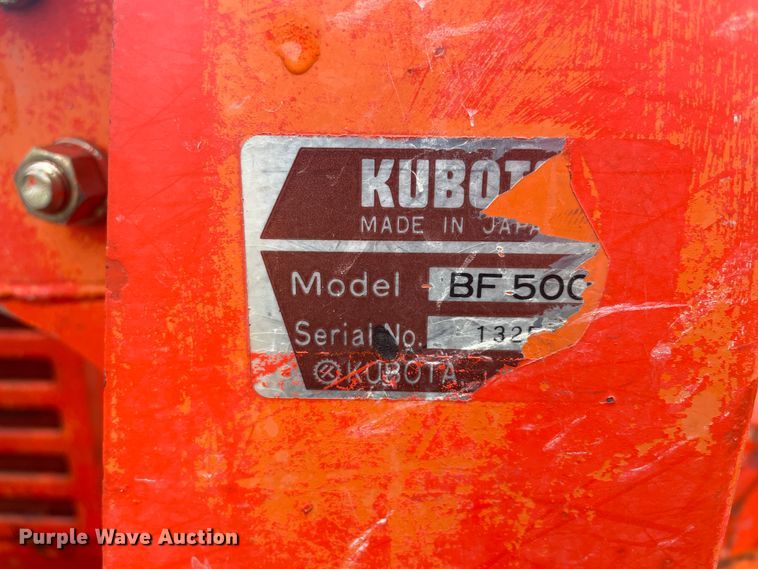 KUBOT
MADE IN JAPA
Model BF 500
Serial No. 132
KUBOTA
Purple Wave Auction